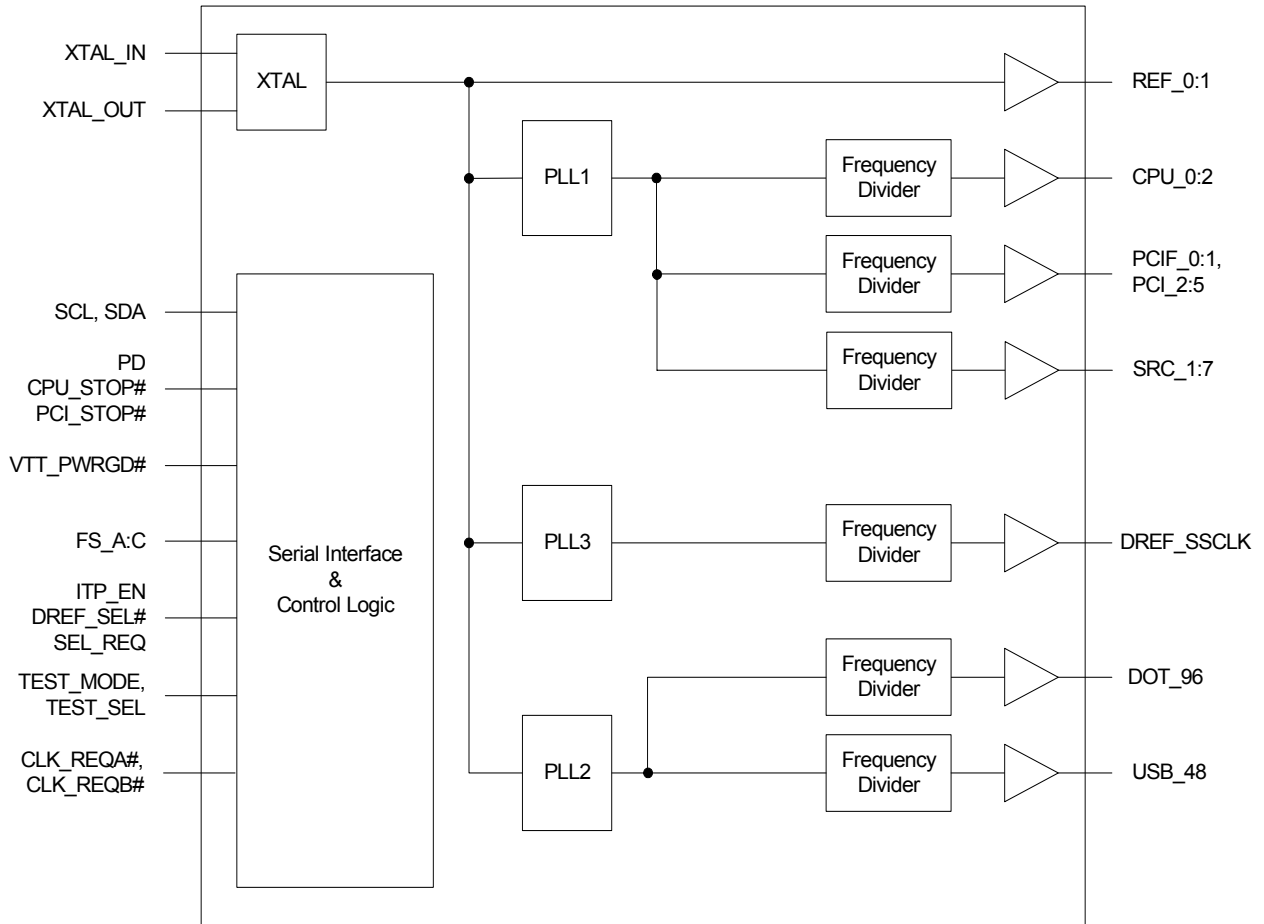 XTAL_IN
XTAL_OUT
XTAL
REF_0:1
PLL1
Frequency
Divider
CPU_0:2
Frequency
Divider
PCIF_0:1,
PCI_2:5
Frequency
Divider
SRC_1:7
SCL, SDA
PD
CPU_STOP#
PCI_STOP#
VTT_PWRGD#
FS_A:C
ITP_EN
DREF_SEL#
SEL_REQ
TEST_MODE,
TEST_SEL
CLK_REQA#,
CLK_REQB#
Serial Interface
&
Control Logic
PLL3
Frequency
Divider
DREF_SSCLK
PLL2
Frequency
Divider
DOT_96
Frequency
Divider
USB_48